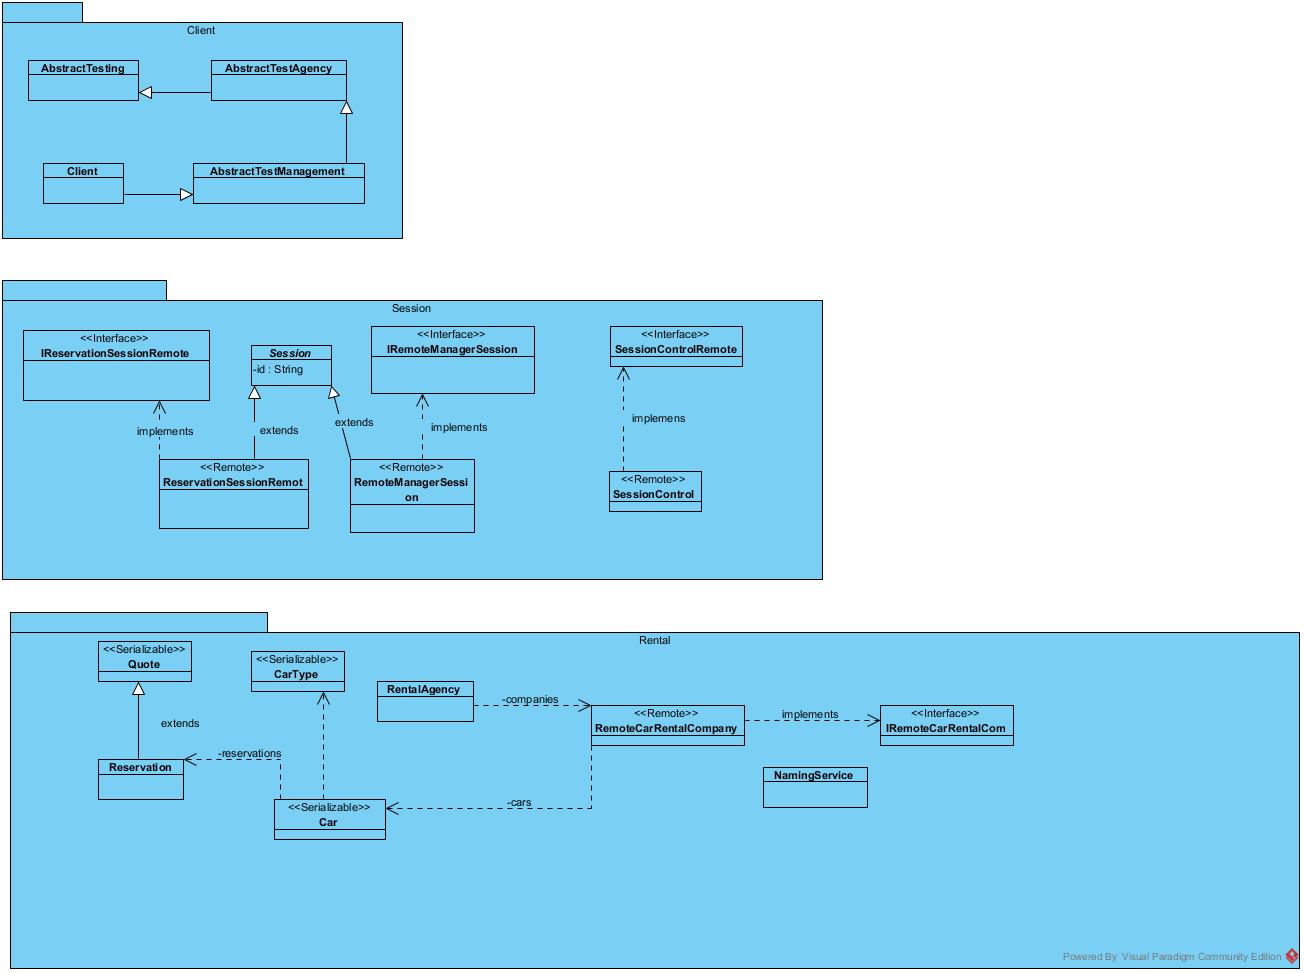 Client
AbstractTesting
AbstractTestAgency
Client
AbstractTestManagement
Session
<<Interface>>
IReservationSessionRemote
Session
-id : String
<<Interface>>
IRemoteManagerSession
<<Interface>>
SessionControlRemote
implements
extends
extends
implements
implemens
<<Remote>>
ReservationSessionRemot
<<Remote>>
RemoteManagerSessi
on
<<Remote>>
SessionControl
Rental
<<Serializable>>
Quote
<<Serializable>>
CarType
RentalAgency
-companies
<<Remote>>
RemoteCarRentalCompany
implements
<<Interface>>
IRemoteCarRentalCom
extends
-reservations
Reservation
NamingService
<<Serializable>>
Car
-cars
Powered By Visual Paradigm Community Edition